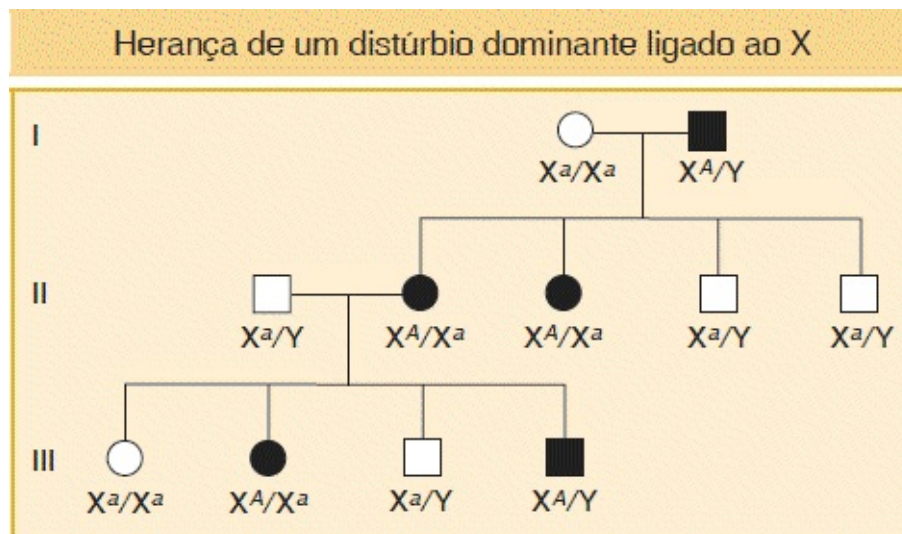 Herança de um distúrbio dominante ligado ao X
I
Xa/Xa XA/Y
II
Xa/Y XA/Xa XA/Xa Xa/Y Xa/Y
III
Xa/Xa XA/Xa Xa/Y XA/Y